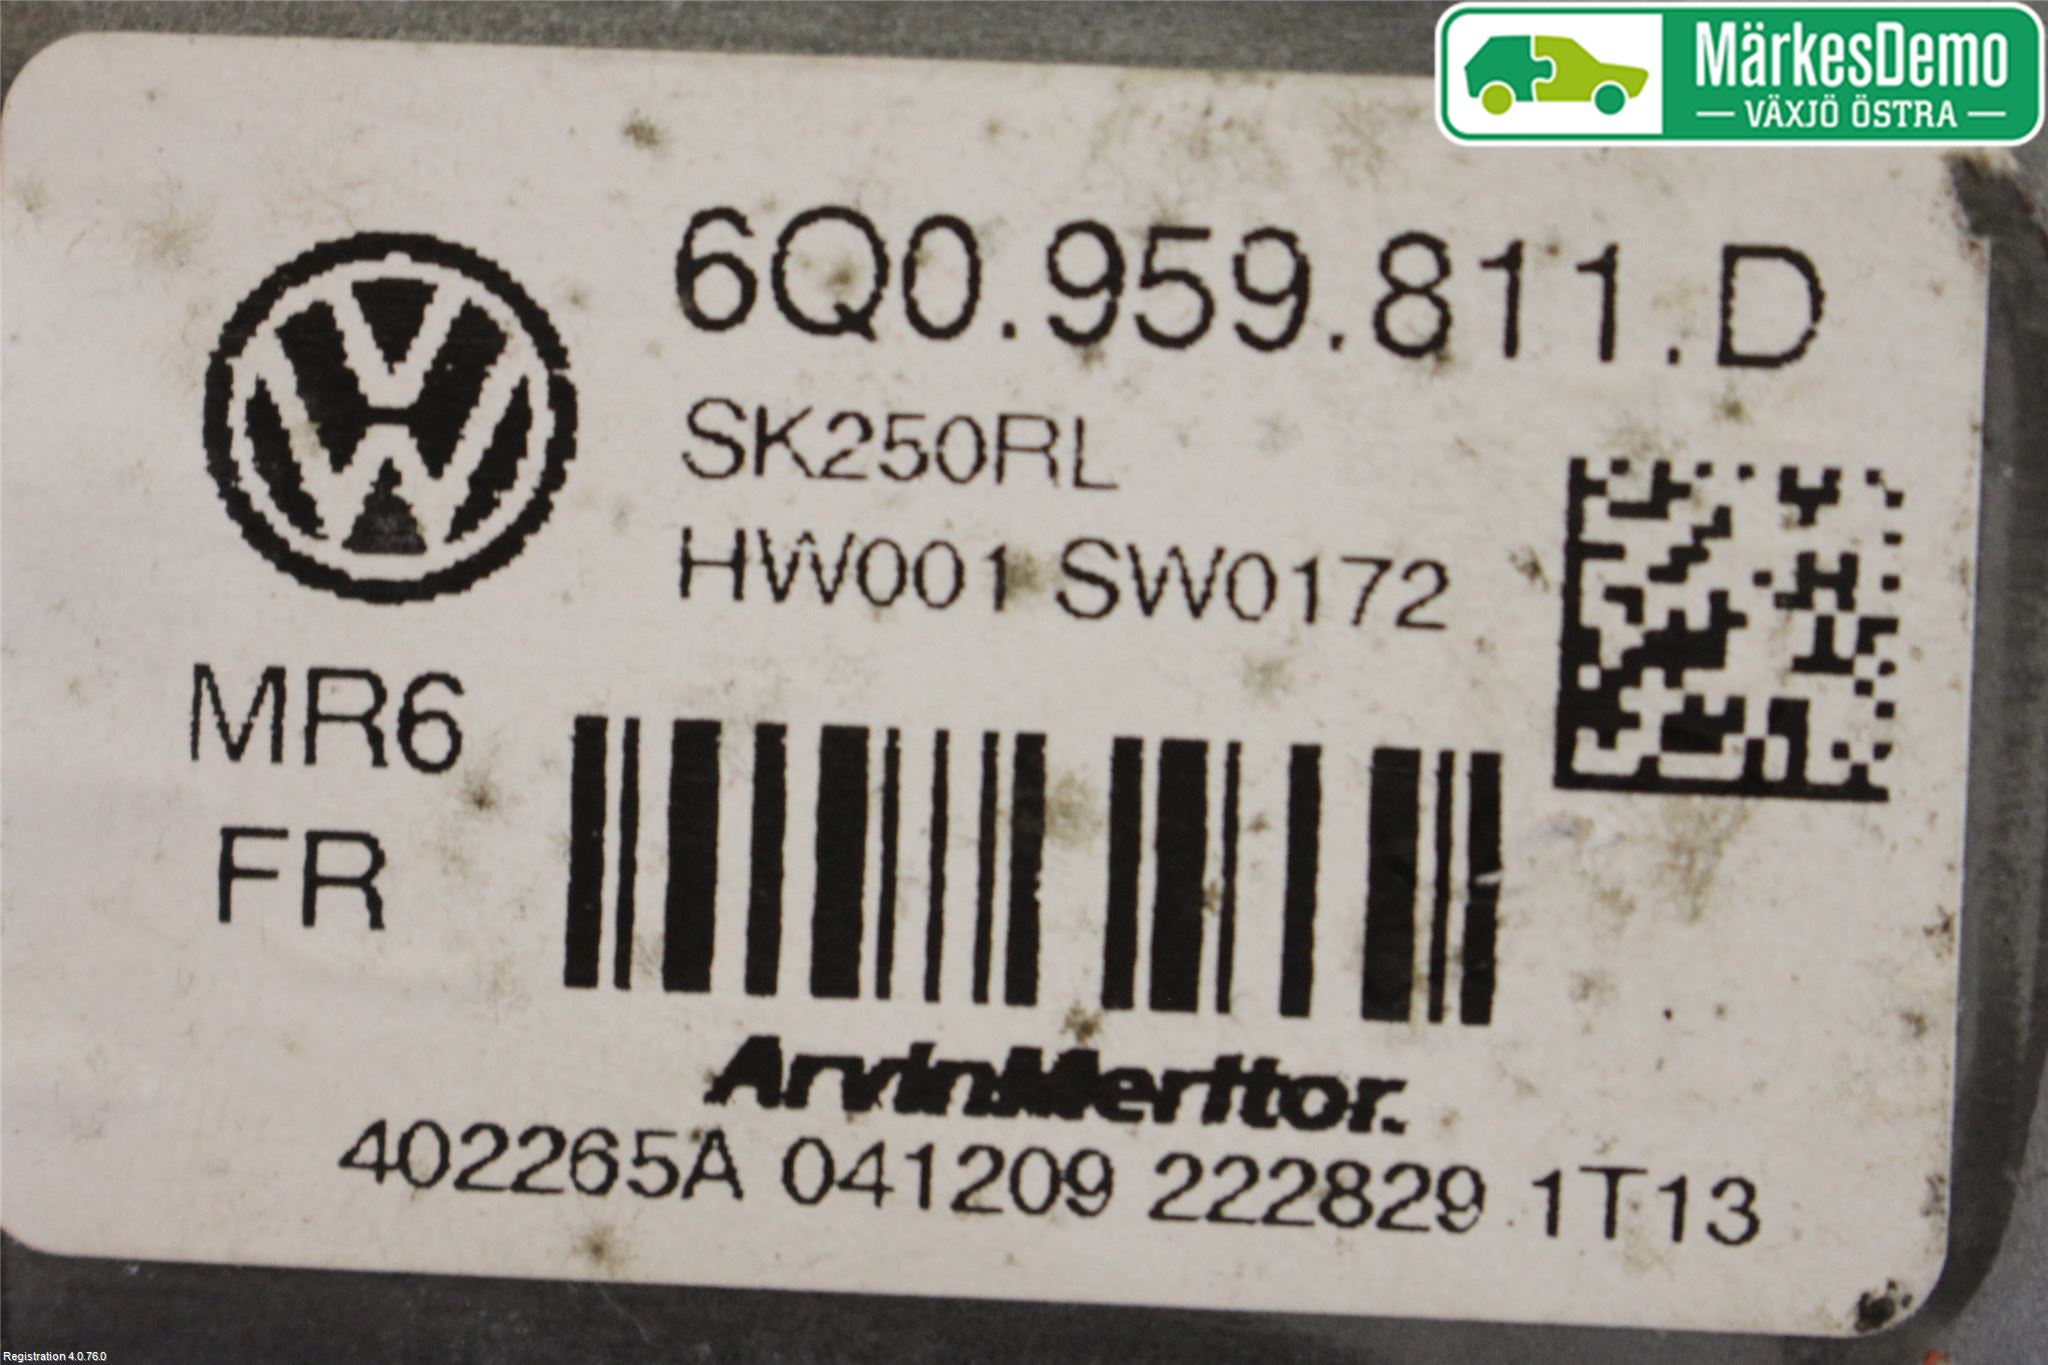 MärkesDemo
VÄXJÖ ÖSTRA
6Q0.959.811.D
SK250RL
HW001 SW0172
MR6
FR
ArvinMeritor.
402265A 041209 222829 1T13
Registration 4.0.76.0